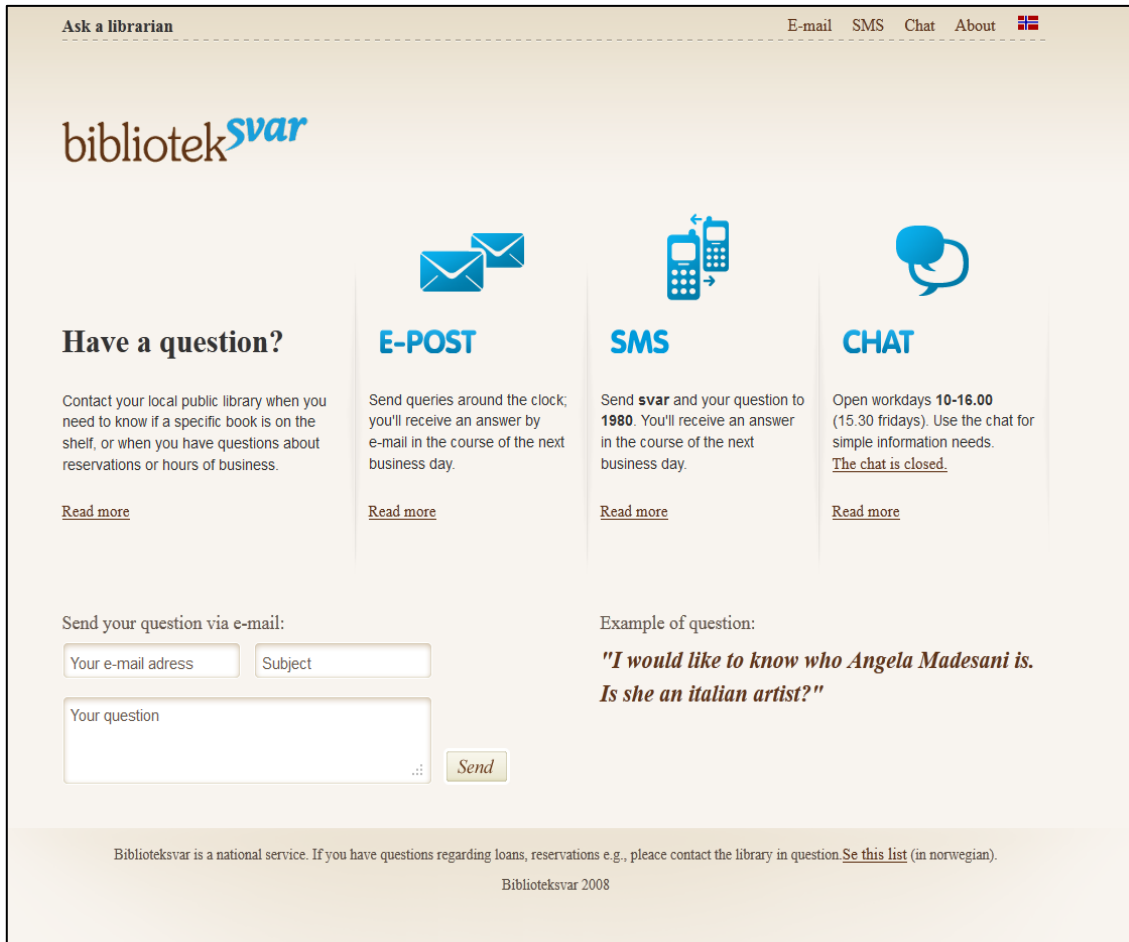 Ask a librarian
E-mail SMS Chat About
bibliotek svar
Have a question?
Contact your local public library when you
need to know if a specific book is on the
shelf, or when you have questions about
reservations or hours of business.
Read more
E-POST
Send queries around the clock;
you'll receive an answer by
e-mail in the course of the next
business day.
Read more
SMS
Send svar and your question to
1980. You'll receive an answer
in the course of the next
business day.
Read more
CHAT
Open workdays 10-16.00
(15.30 fridays). Use the chat for
simple information needs.
The chat is closed.
Read more
Send your question via e-mail:
Your e-mail adress
Subject
Your question
Send
Example of question:
"I would like to know who Angela Madesani is.
Is she an italian artist?"
Biblioteksvar is a national service. If you have questions regarding loans, reservations e.g., pleace contact the library in question.Se this list (in norwegian).
Biblioteksvar 2008